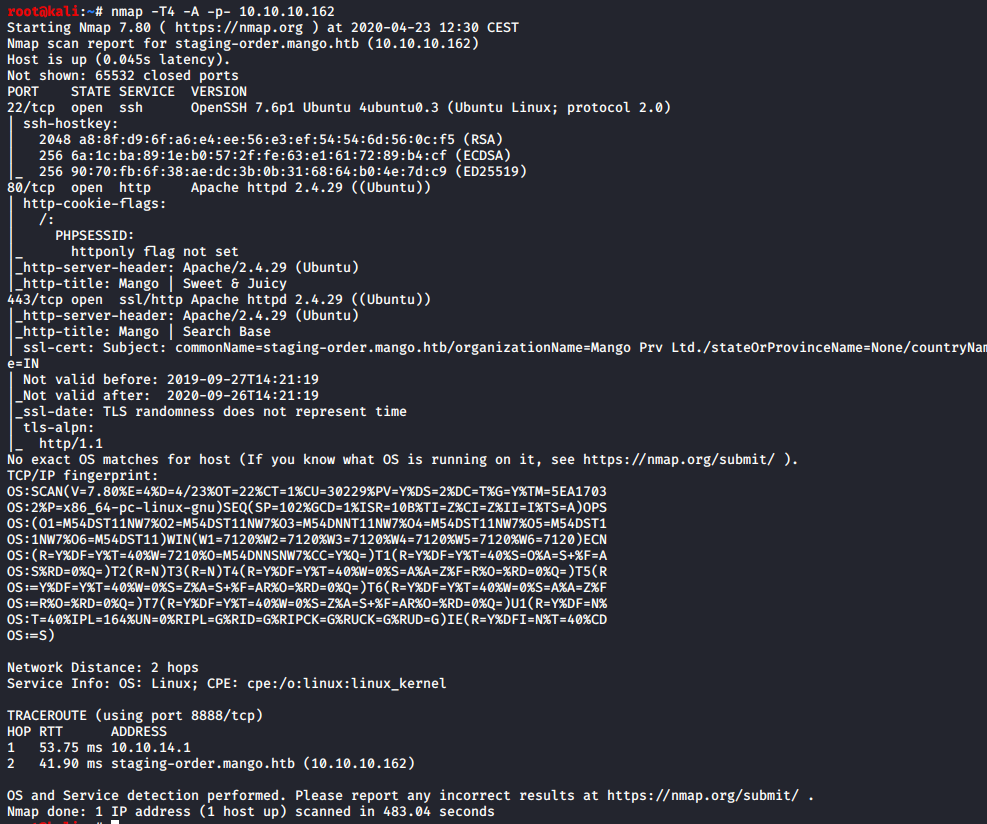 root@kali:~# nmap -T4 -A -p- 10.10.10.162
Starting Nmap 7.80 ( https://nmap.org ) at 2020-04-23 12:30 CEST
Nmap scan report for staging-order.mango.htb (10.10.10.162)
Host is up (0.045s latency).
Not shown: 65532 closed ports
PORT    STATE SERVICE  VERSION
22/tcp  open  ssh      OpenSSH 7.6p1 Ubuntu 4ubuntu0.3 (Ubuntu Linux; protocol 2.0)
| ssh-hostkey:
|   2048 a8:8f:d9:6f:a6:e4:ee:56:e3:ef:54:54:6d:56:0c:f5 (RSA)
|   256 6a:1c:ba:89:1e:b0:57:2f:fe:63:e1:61:72:89:b4:cf (ECDSA)
|_  256 90:70:fb:6f:38:ae:dc:3b:0b:31:68:64:b0:4e:7d:c9 (ED25519)
80/tcp  open  http     Apache httpd 2.4.29 ((Ubuntu))
| http-cookie-flags:
|   /:
|     PHPSESSID:
|_      httponly flag not set
|_http-server-header: Apache/2.4.29 (Ubuntu)
|_http-title: Mango | Sweet & Juicy
443/tcp open  ssl/http Apache httpd 2.4.29 ((Ubuntu))
|_http-server-header: Apache/2.4.29 (Ubuntu)
|_http-title: Mango | Search Base
| ssl-cert: Subject: commonName=staging-order.mango.htb/organizationName=Mango Prv Ltd./stateOrProvinceName=None/countryNam
e=IN
| Not valid before: 2019-09-27T14:21:19
|_Not valid after:  2020-09-26T14:21:19
|_ssl-date: TLS randomness does not represent time
| tls-alpn:
|_  http/1.1
No exact OS matches for host (If you know what OS is running on it, see https://nmap.org/submit/ ).
TCP/IP fingerprint:
OS:SCAN(V=7.80%E=4%D=4/23%OT=22%CT=1%CU=30229%PV=Y%DS=2%DC=T%G=Y%TM=5EA1703
OS:2%P=x86_64-pc-linux-gnu)SEQ(SP=102%GCD=1%ISR=10B%TI=Z%CI=Z%II=I%TS=A)OPS
OS:(O1=M54DST11NW7%O2=M54DST11NW7%O3=M54DNNT11NW7%O4=M54DST11NW7%O5=M54DST1
OS:1NW7%O6=M54DST11)WIN(W1=7120%W2=7120%W3=7120%W4=7120%W5=7120%W6=7120)ECN
OS:(R=Y%DF=Y%T=40%W=7210%O=M54DNNSNW7%CC=Y%Q=)T1(R=Y%DF=Y%T=40%S=O%A=S+%F=A
OS:S%RD=0%Q=)T2(R=N)T3(R=N)T4(R=Y%DF=Y%T=40%W=0%S=A%A=Z%F=R%O=%RD=0%Q=)T5(R
OS:=Y%DF=Y%T=40%W=0%S=Z%A=S+%F=AR%O=%RD=0%Q=)T6(R=Y%DF=Y%T=40%W=0%S=A%A=Z%F
OS:=R%O=%RD=0%Q=)T7(R=Y%DF=Y%T=40%W=0%S=Z%A=S+%F=AR%O=%RD=0%Q=)U1(R=Y%DF=N%
OS:T=40%IPL=164%UN=0%RIPL=G%RID=G%RIPCK=G%RUCK=G%RUD=G)IE(R=Y%DFI=N%T=40%CD
OS:=S)
Network Distance: 2 hops
Service Info: OS: Linux; CPE: cpe:/o:linux:linux_kernel
TRACEROUTE (using port 8888/tcp)
HOP RTT      ADDRESS
1   53.75 ms 10.10.14.1
2   41.90 ms staging-order.mango.htb (10.10.10.162)
OS and Service detection performed. Please report any incorrect results at https://nmap.org/submit/ .
Nmap done: 1 IP address (1 host up) scanned in 483.04 seconds